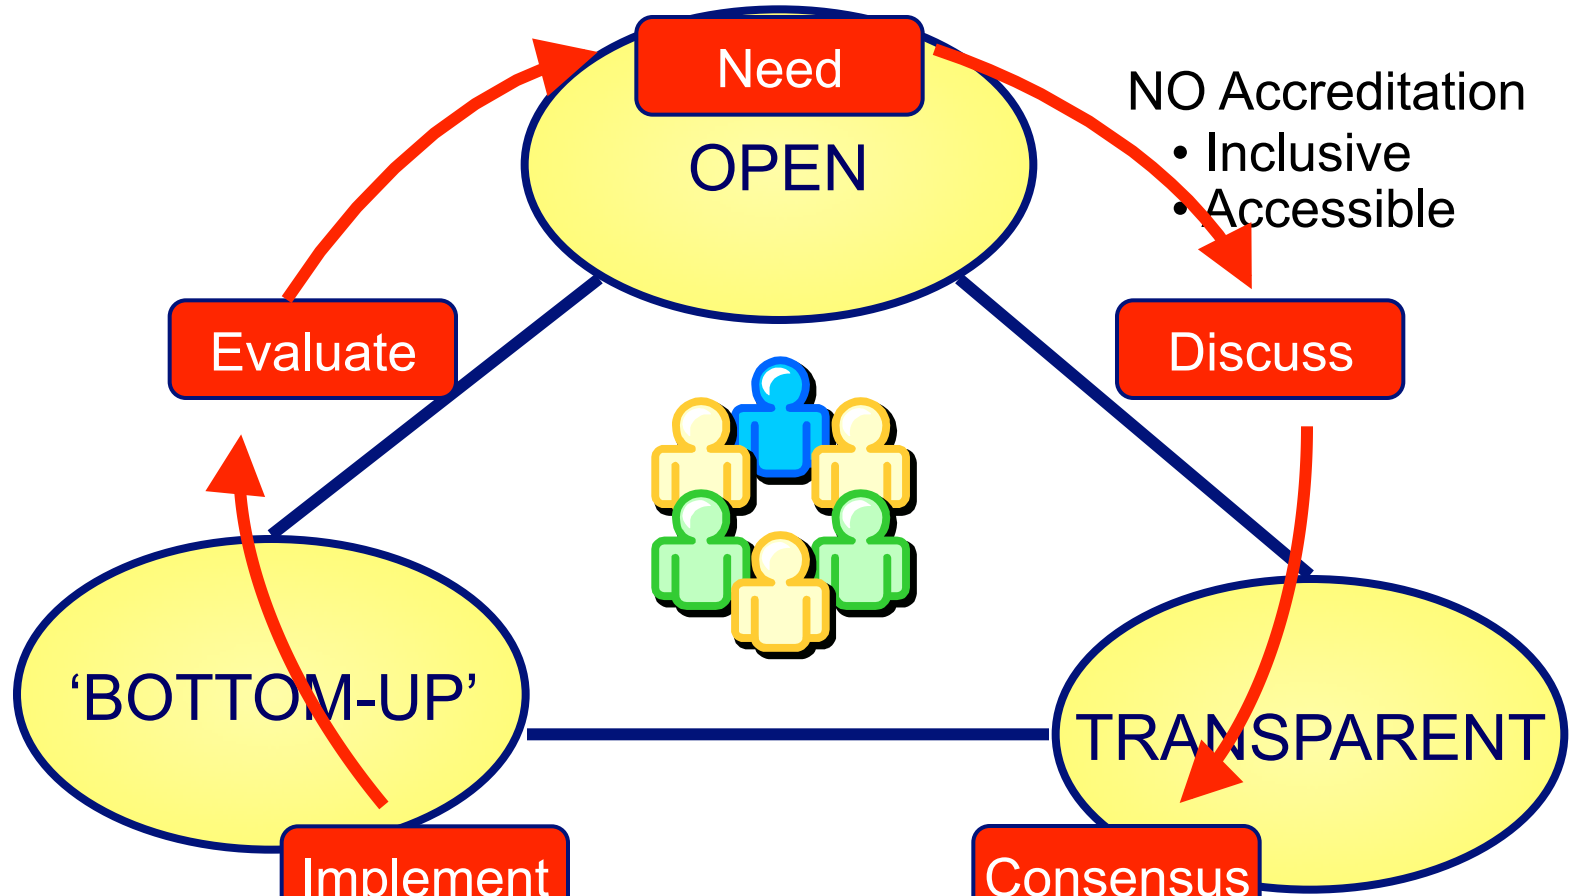 Need
OPEN
NO Accreditation
• Inclusive
• Accessible
Evaluate
Discuss
‘BOTTOM-UP’
TRANSPARENT
Implement
Consensus